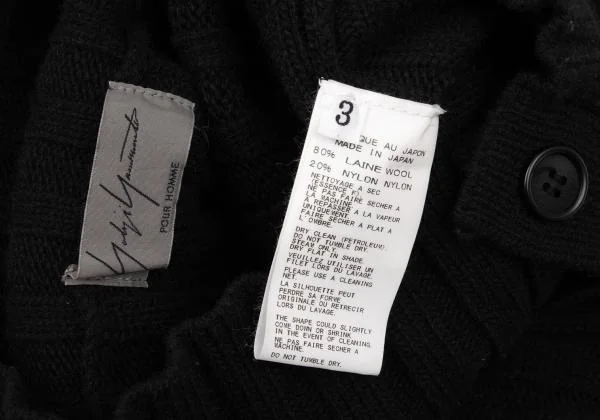 Yohji Yamamoto
POUR HOMME
3
QUE AU JAPON
MADE IN JAPAN
80% LAINE WOOL
20% NYLON NYLON
NETTOYAGE A SEC
(ESSENCE F)
NE PAS FAIRE SECHER A
LA MACHINE
A REPASSER A LA VAPEUR
UNIQUEMENT
FAIRE SECHER A PLAT A
L'OMBRE.
DRY CLEAN (PETROLEUM)
DO NOT TUMBLE DRY.
STEAM ONLY.
DRY FLAT IN SHADE
VEUILLEZ UTILISER UN
FILET LORS DU LAVAGE.
PLEASE USE A CLEANING
NET.
LA SILHOUETTE PEUT
PERDRE SA FORME
ORIGINALE OU RETRECIR
LORS DU LAVAGE.
THE SHAPE COULD SLIGHTLY
COME DOWN OR SHRINK
IN THE EVENT OF CLEANING.
NE PAS FAIRE SECHER A
MACHINE.
DO NOT TUMBLE DRY.